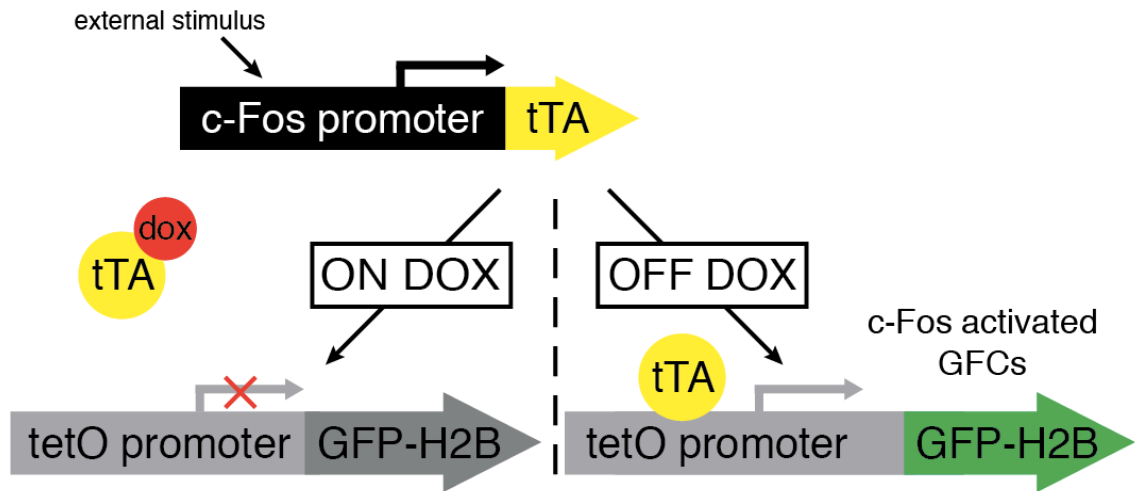 external stimulus
c-Fos promoter
tTA
dox
tTA
ON DOX
OFF DOX
c-Fos activated
GFCs
tTA
tetO promoter
GFP-H2B
tetO promoter
GFP-H2B